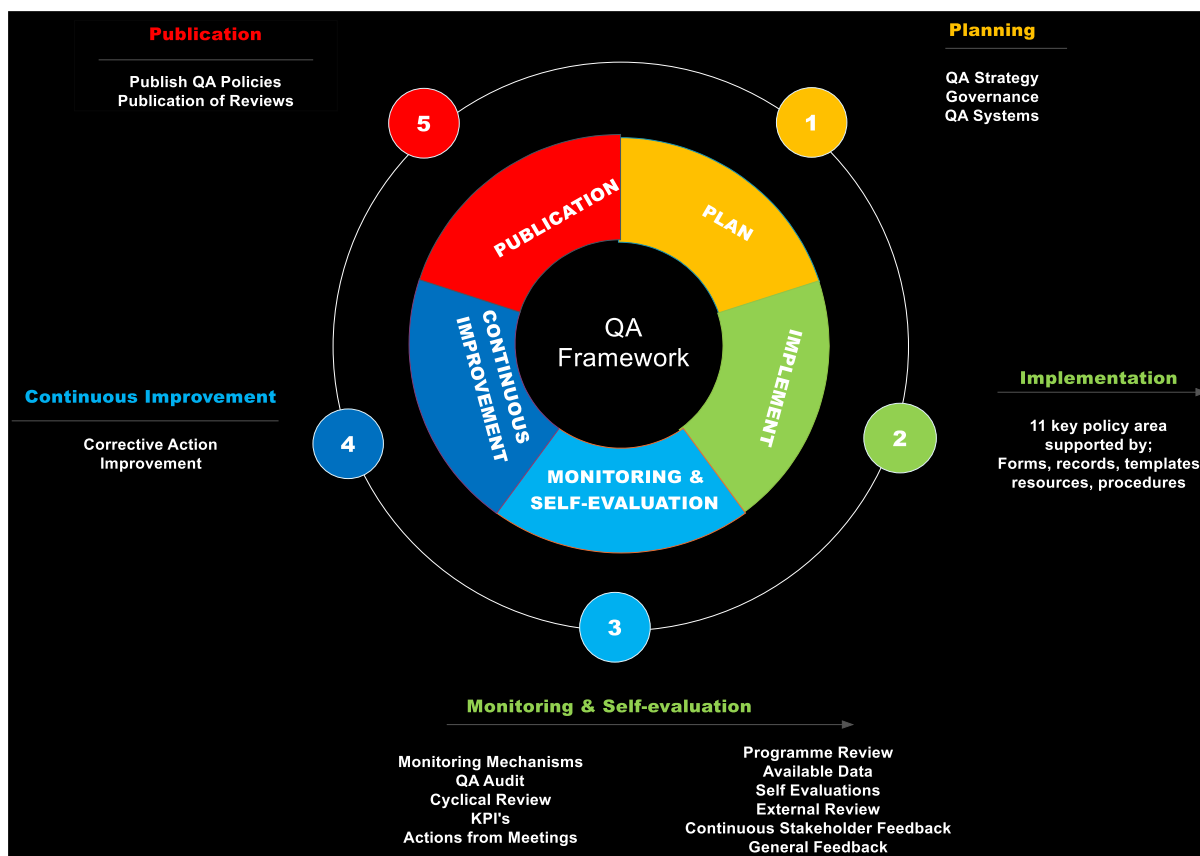 Publication
Publish QA Policies
Publication of Reviews
Planning
QA Strategy
Governance
QA Systems
5
1
PUBLICATION
PLAN
QA
Framework
CONTINUOUS
IMPROVEMENT
IMPLEMENT
MONITORING &
SELF-EVALUATION
Continuous Improvement
Corrective Action
Improvement
4
2
Implementation
11 key policy area
supported by;
Forms, records, templates
resources, procedures
3
Monitoring & Self-evaluation
Monitoring Mechanisms
QA Audit
Cyclical Review
KPI's
Actions from Meetings
Programme Review
Available Data
Self Evaluations
External Review
Continuous Stakeholder Feedback
General Feedback